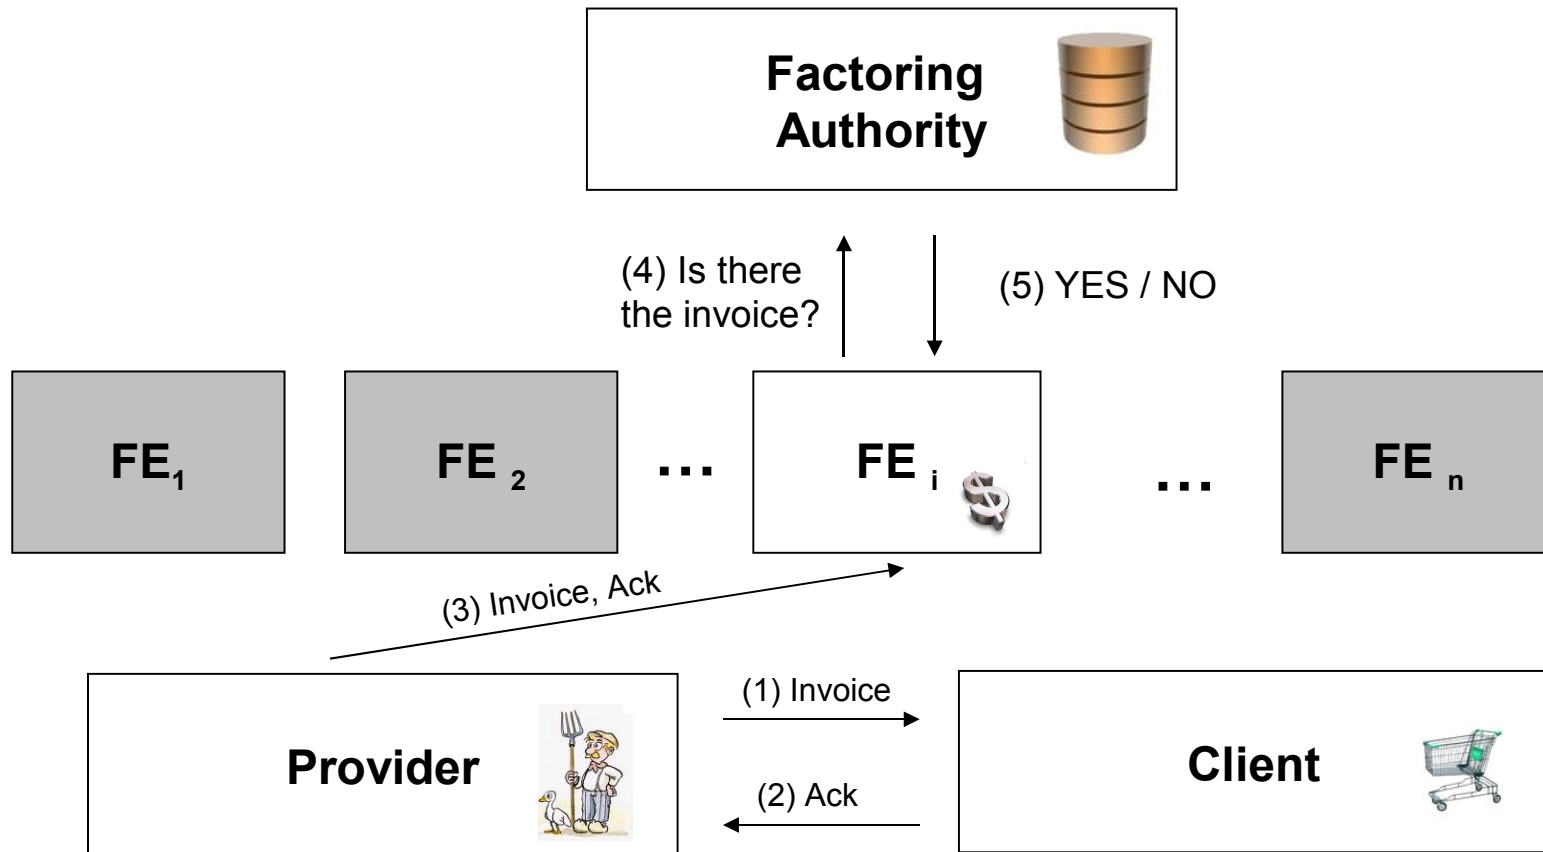 Factoring
Authority
(4) Is there
the invoice?
(5) YES / NO
FE1
FE 2
...
FE i
...
FE n
(3) Invoice, Ack
(1) Invoice
Provider
Client
(2) Ack